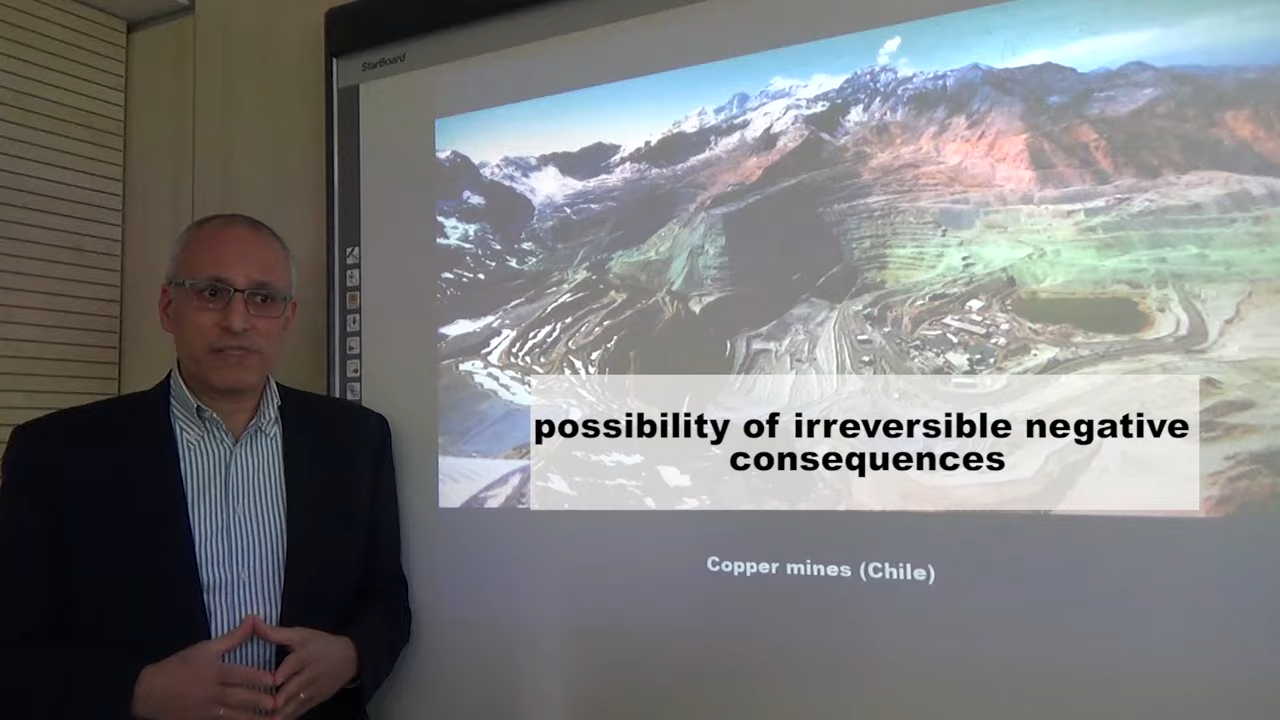 StarBoard
possibility of irreversible negative
consequences
Copper mines (Chile)